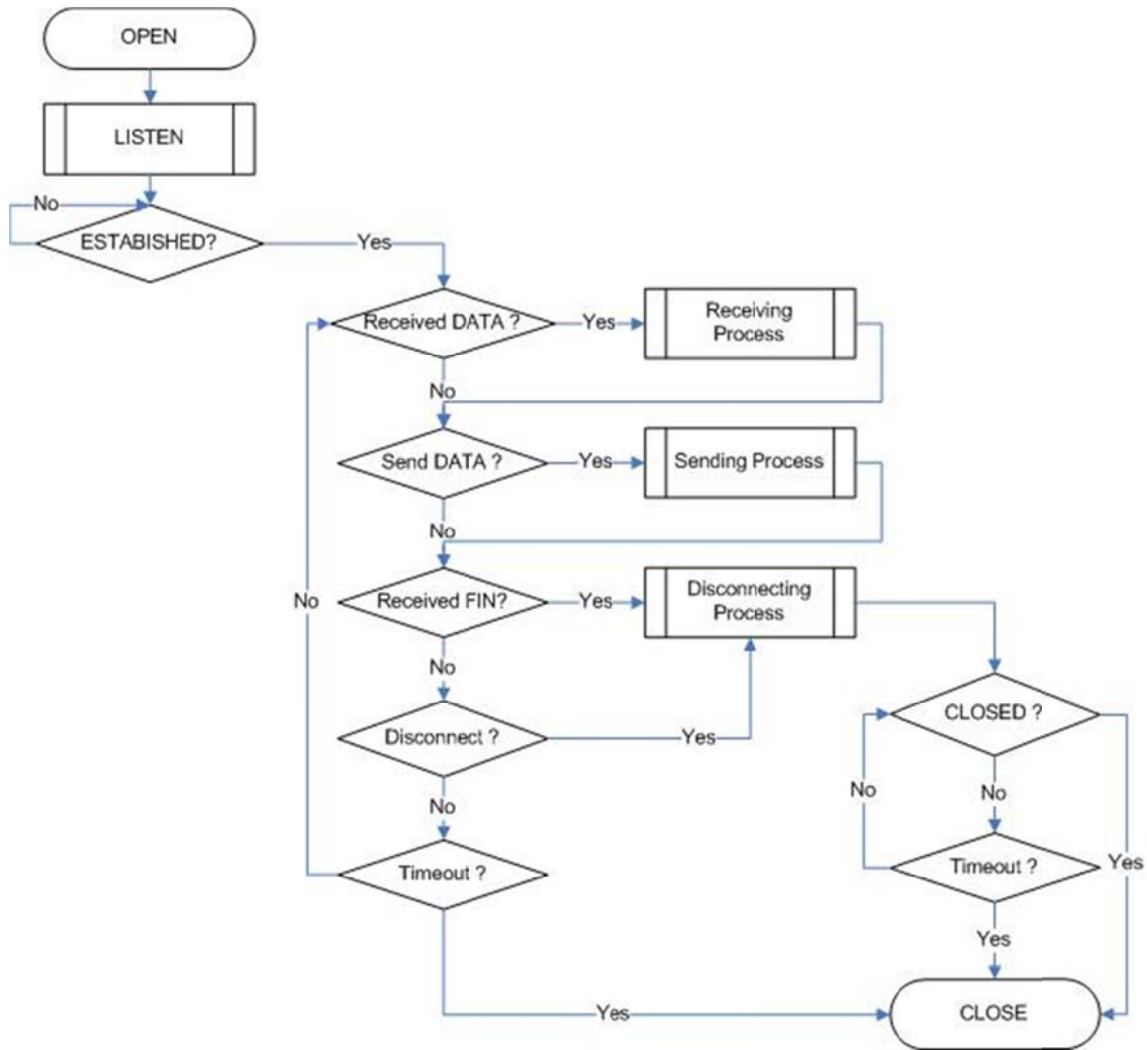 OPEN
LISTEN
No
ESTABISHED?
Yes
Received DATA ?
Yes
Receiving
Process
No
Send DATA ?
Yes
Sending Process
No
Received FIN?
Yes
Disconnecting
Process
No
No
Disconnect ?
Yes
CLOSED ?
No
No
No
Timeout ?
Timeout ?
Yes
Yes
Yes
CLOSE